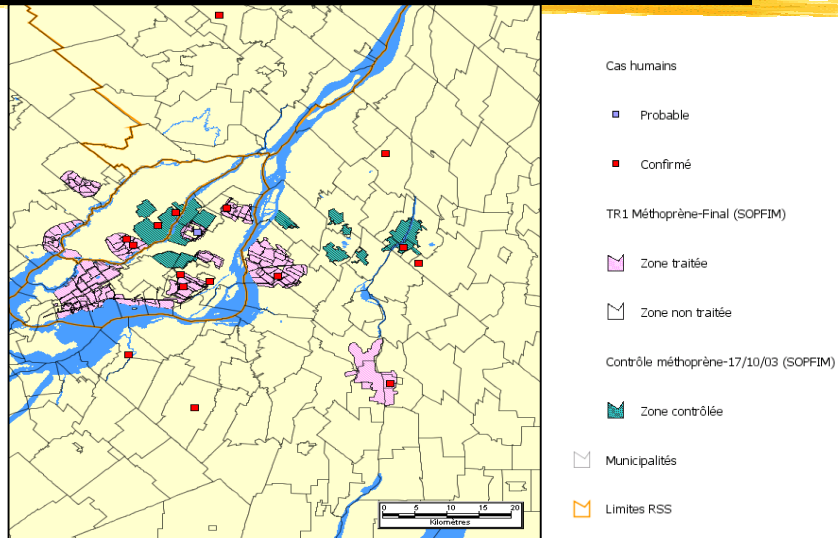 Cas humains
Probable
Confirmé
TR1 Méthoprène-Final (SOPFIM)
Zone traitée
Zone non traitée
Contrôle méthoprène-17/10/03 (SOPFIM)
Zone contrôlée
Municipalités
Limites RSS
0 5 10 15 20
Kilomètres